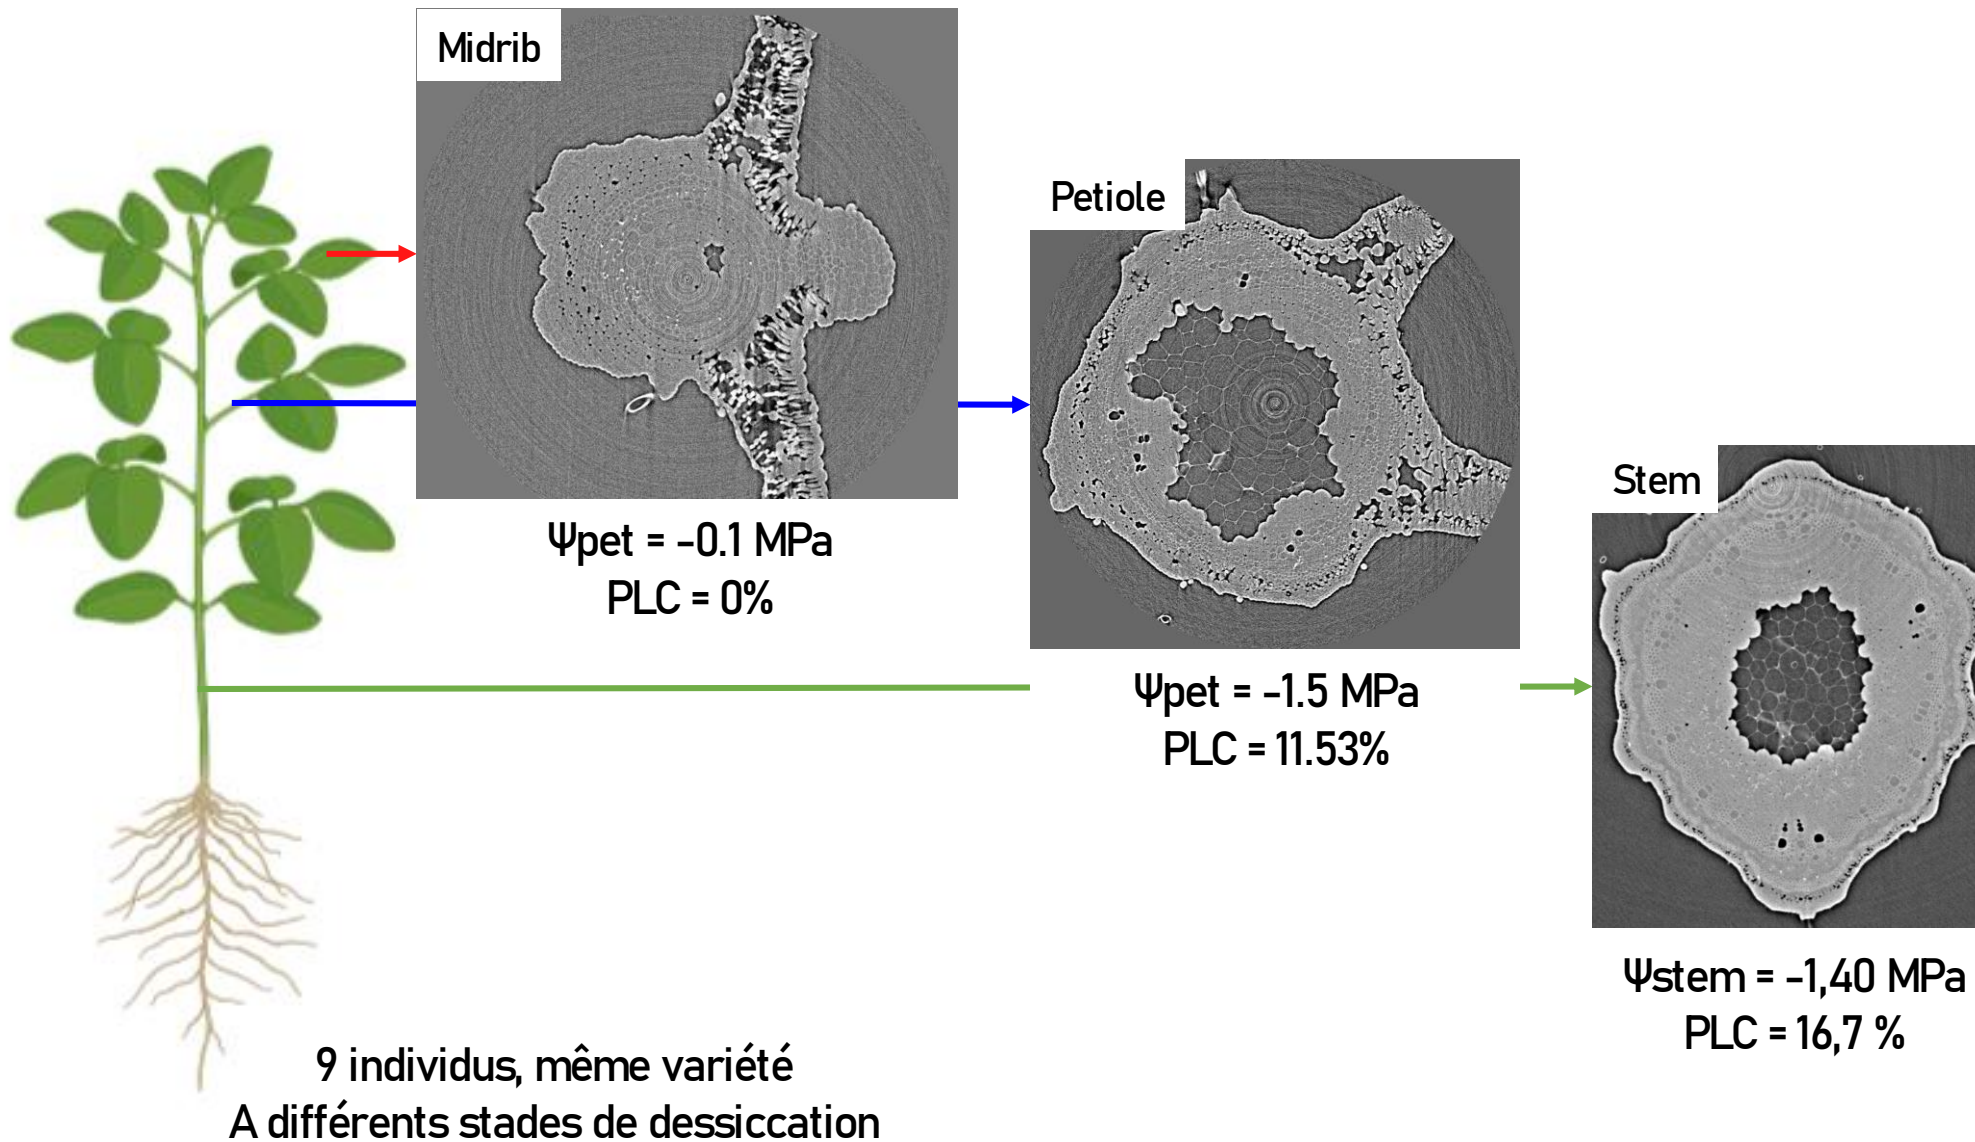 Midrib
Petiole
Stem
Ψpet = -0.1 MPa
PLC = 0%
Ψpet = -1.5 MPa
PLC = 11.53%
Ψstem = -1,40 MPa
PLC = 16,7 %
9 individus, même variété
A différents stades de dessiccation